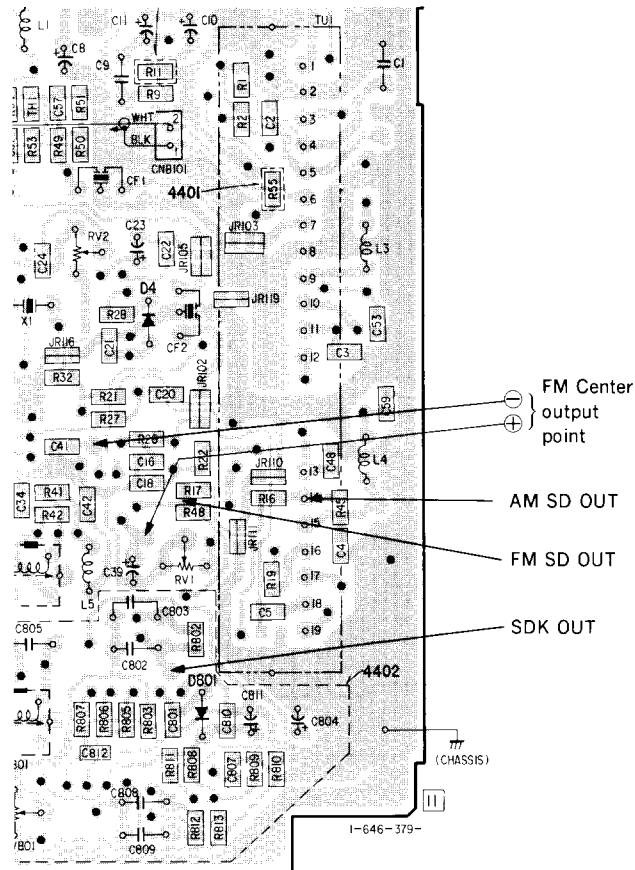 L1
C11
C10
TU1
C8
C9
R11
R9
R1
C1
1
2
TH1
C57
R51
WHT
2
R2
C2
3
R53
R49
R50
BLK
4
CNB101
5
CF1
4401
R55
6
RV2
C23
JR103
7
C24
C22
JR105
8
L3
9
D4
JR119
10
X1
R28
CF2
11
C53
JR116
C21
12
C3
R32
JR102
R21
C20
R27
C59
FM Center
output
point
C41
R26
R22
C48
L4
C16
JR110
13
C18
C34
R41
C42
R17
R16
14
R45
AM SD OUT
R42
R48
15
JR111
16
C4
FM SD OUT
C39
RV1
R19
17
L5
C803
18
C5
C805
R802
19
SDK OUT
C802
D801
4402
C811
R807
R806
R805
R803
C801
C810
C804
C812
R811
R808
C807
R809
R810
(CHASSIS)
801
C808
11
R812
R813
1-646-379-
V801
C809